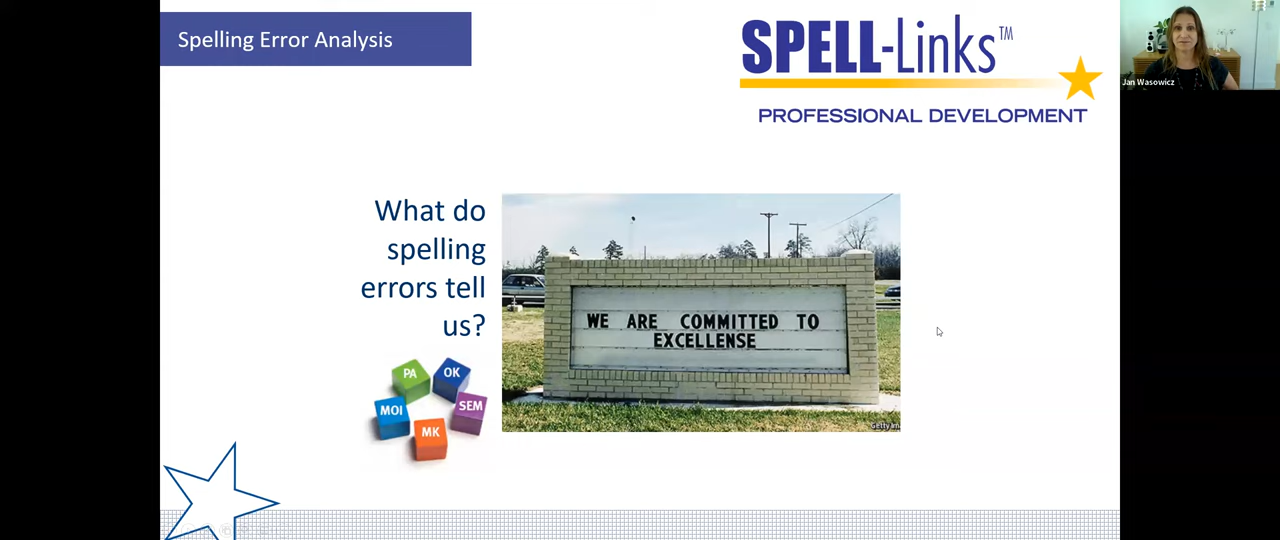 Spelling Error Analysis
SPELL-Links™
PROFESSIONAL DEVELOPMENT
Jan Wasowicz
What do
spelling
errors tell
us?
WE ARE COMMITTED TO
EXCELLENSE
PA
OK
MOI
SEM
MK